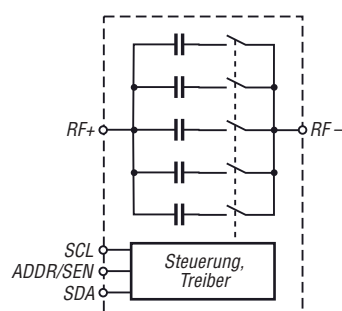 RF+
RF –
SCL
ADDR/SEN
SDA
Steuerung,
Treiber